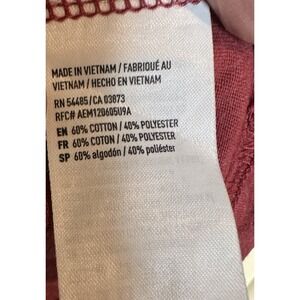 MADE IN VIETNAM / FABRIQUÉ AU
VIETNAM / HECHO EN VIETNAM
RN 54485/CA 03873
RFC# AEM120605U9A
EN 60% COTTON / 40% POLYESTER
FR 60% COTON / 40% POLYESTER
SP 60% algodón / 40% poliéster